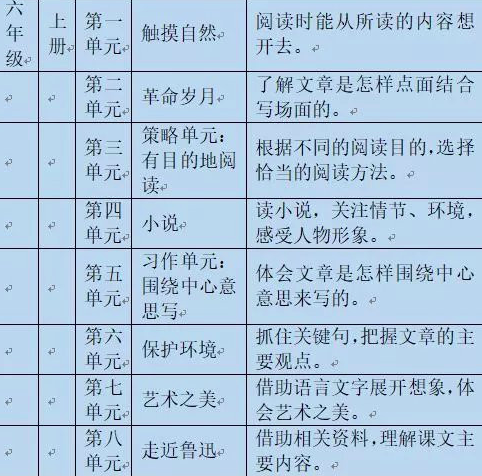 六年级 上册 第一单元 触摸自然 阅读时能从所读的内容想开去。
第二单元 革命岁月 了解文章是怎样点面结合写场面的。
第三单元 策略单元：有目的地阅读 根据不同的阅读目的，选择恰当的阅读方法。
第四单元 小说 读小说，关注情节、环境，感受人物形象。
第五单元 习作单元：围绕中心意思写 体会文章是怎样围绕中心意思来写的。
第六单元 保护环境 抓住关键句，把握文章的主要观点。
第七单元 艺术之美 借助语言文字展开想象，体会艺术之美。
第八单元 走近鲁迅 借助相关资料，理解课文主要内容。